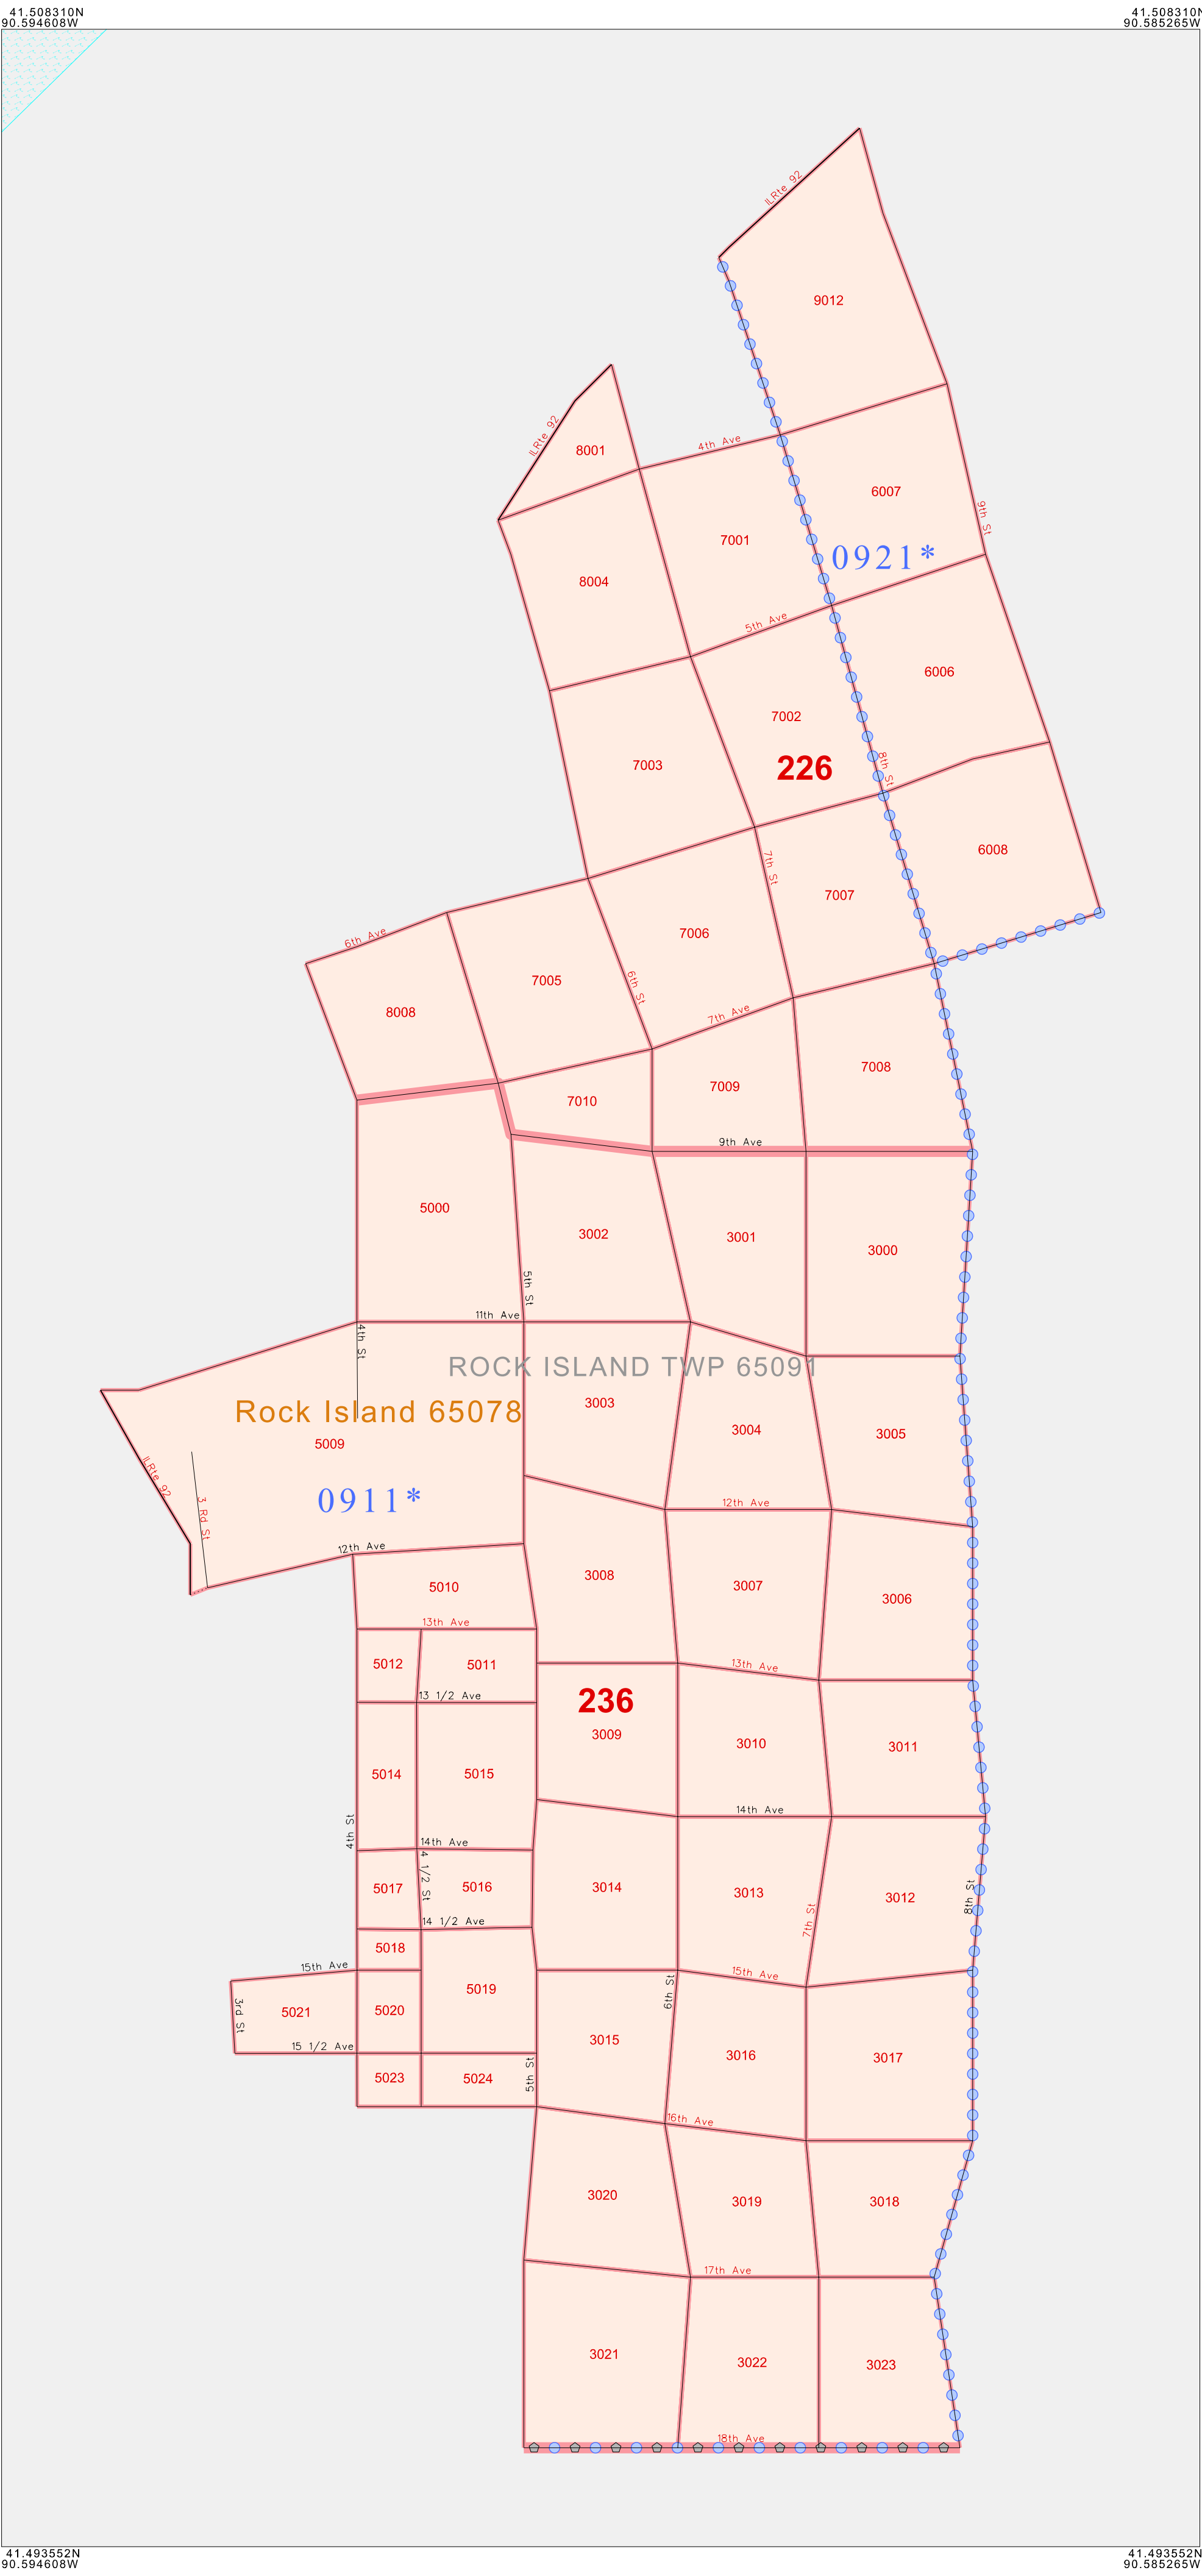 41.508310N
90.594608W
41.508310N
90.585265W
ILRte 92
9012
ILRte 92
8001
4th Ave
6007
9th St
7001
0921*
8004
5th Ave
6006
7002
8th St
226
7003
6008
7th St
7007
7006
6th Ave
6th St
7005
8008
7th Ave
7008
7009
7010
9th Ave
5000
3002
3001
3000
5th St
11th Ave
4th St
ROCK ISLAND TWP 65091
3003
Rock Island 65078
3004
3005
5009
ILRte 92
0911*
3 Rd St
12th Ave
12th Ave
3008
5010
3007
3006
13th Ave
5012
5011
13th Ave
13 1/2 Ave
236
3009
3010
3011
5014
5015
14th Ave
4th St
14th Ave
4 1/2 St
5017
5016
3014
3013
3012
8th St
7th St
14 1/2 Ave
5018
15th Ave
15th Ave
6th St
5019
3rd St
5021
5020
3015
3016
3017
15 1/2 Ave
5023
5024
5th St
16th Ave
3020
3019
3018
17th Ave
3021
3022
3023
18th Ave
41.493552N
90.594608W
41.493552N
90.585265W